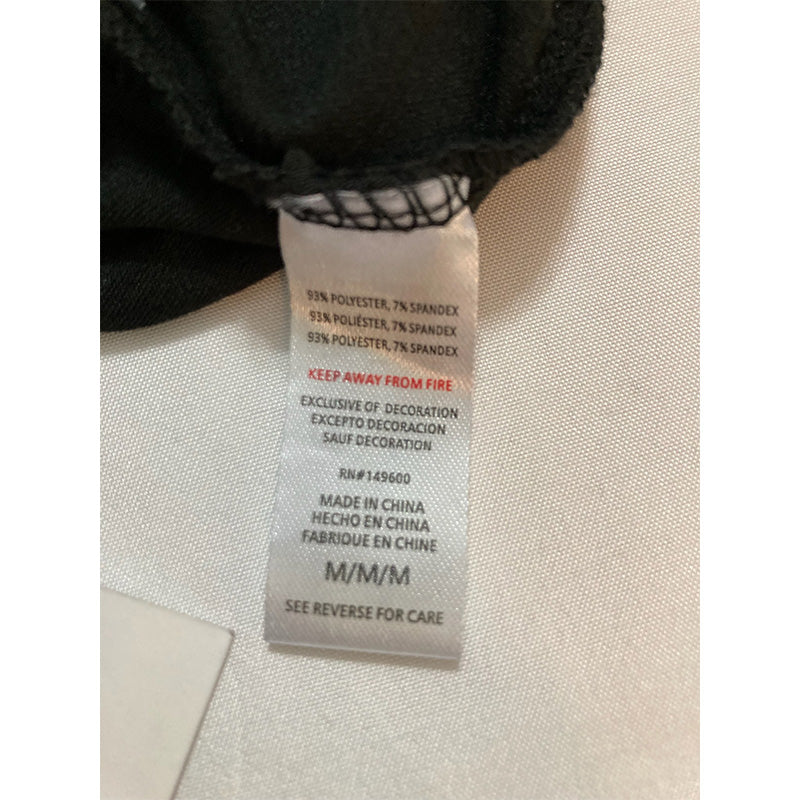 93% POLYESTER, 7% SPANDEX
93% POLIÉSTER, 7% SPANDEX
93% POLYESTER, 7% SPANDEX
KEEP AWAY FROM FIRE
EXCLUSIVE OF DECORATION
EXCEPTO DECORACION
SAUF DECORATION
RN#149600
MADE IN CHINA
HECHO EN CHINA
FABRIQUE EN CHINE
M/M/M
SEE REVERSE FOR CARE